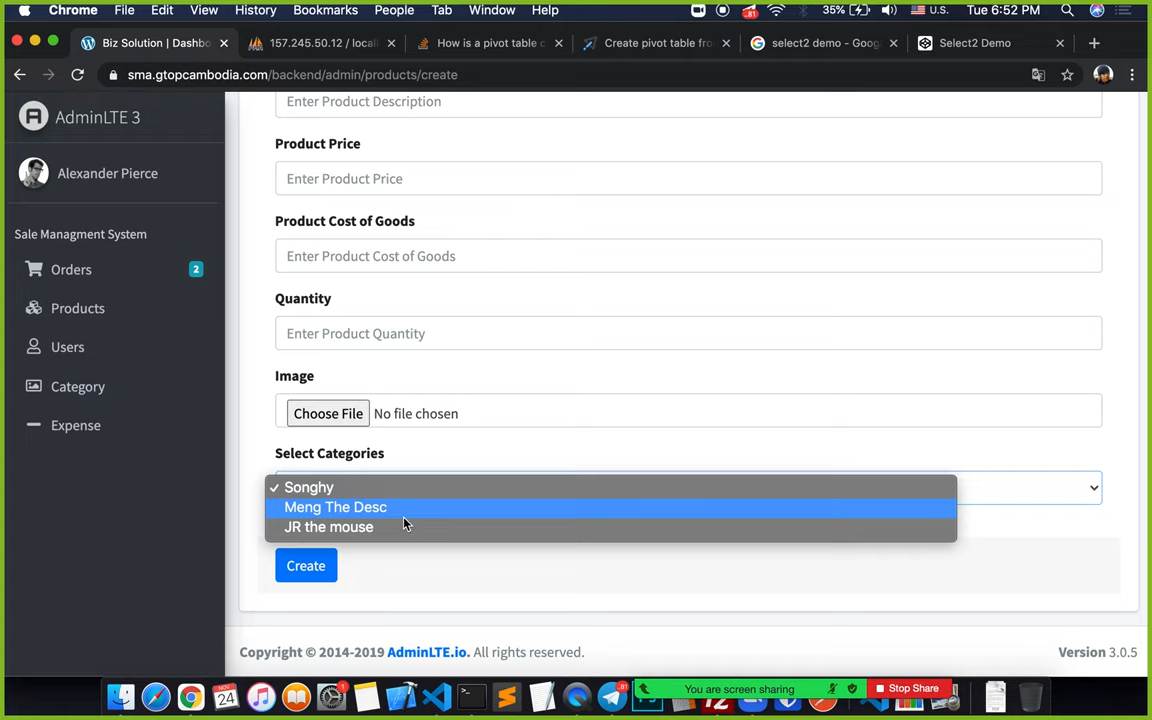 Chrome File Edit View History Bookmarks People Tab Window Help 81 35% U.S. Tue 6:52 PM
Biz Solution | Dashbo 157.245.50.12 / local How is a pivot table c Create pivot table fro select2 demo - Goog Select2 Demo
sma.gtopcambodia.com/backend/admin/products/create
AdminLTE 3
Alexander Pierce
Sale Managment System
Orders 2
Products
Users
Category
Expense
Enter Product Description
Product Price
Enter Product Price
Product Cost of Goods
Enter Product Cost of Goods
Quantity
Enter Product Quantity
Image
Choose File No file chosen
Select Categories
✓ Songhy
Meng The Desc
JR the mouse
Create
Copyright © 2014-2019 AdminLTE.io. All rights reserved. Version 3.0.5
NOV
24
1
81
You are screen sharing Stop Share